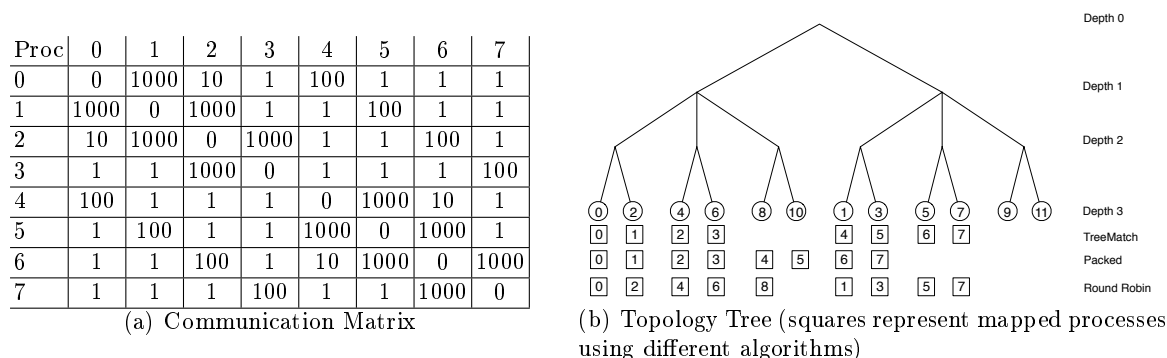 Proc 0 1 2 3 4 5 6 7
0 0 1000 10 1 100 1 1 1
1 1000 0 1000 1 1 100 1 1
2 10 1000 0 1000 1 1 100 1
3 1 1 1000 0 1 1 1 100
4 100 1 1 1 0 1000 10 1
5 1 100 1 1 1000 0 1000 1
6 1 1 100 1 10 1000 0 1000
7 1 1 1 100 1 1 1000 0
(a) Communication Matrix
Depth 0
Depth 1
Depth 2
0 2 4 6 8 10 1 3 5 7 9 11 Depth 3
0 1 2 3 4 5 6 7 TreeMatch
0 1 2 3 4 5 6 7 Packed
0 2 4 6 8 1 3 5 7 Round Robin
(b) Topology Tree (squares represent mapped processes
using different algorithms)